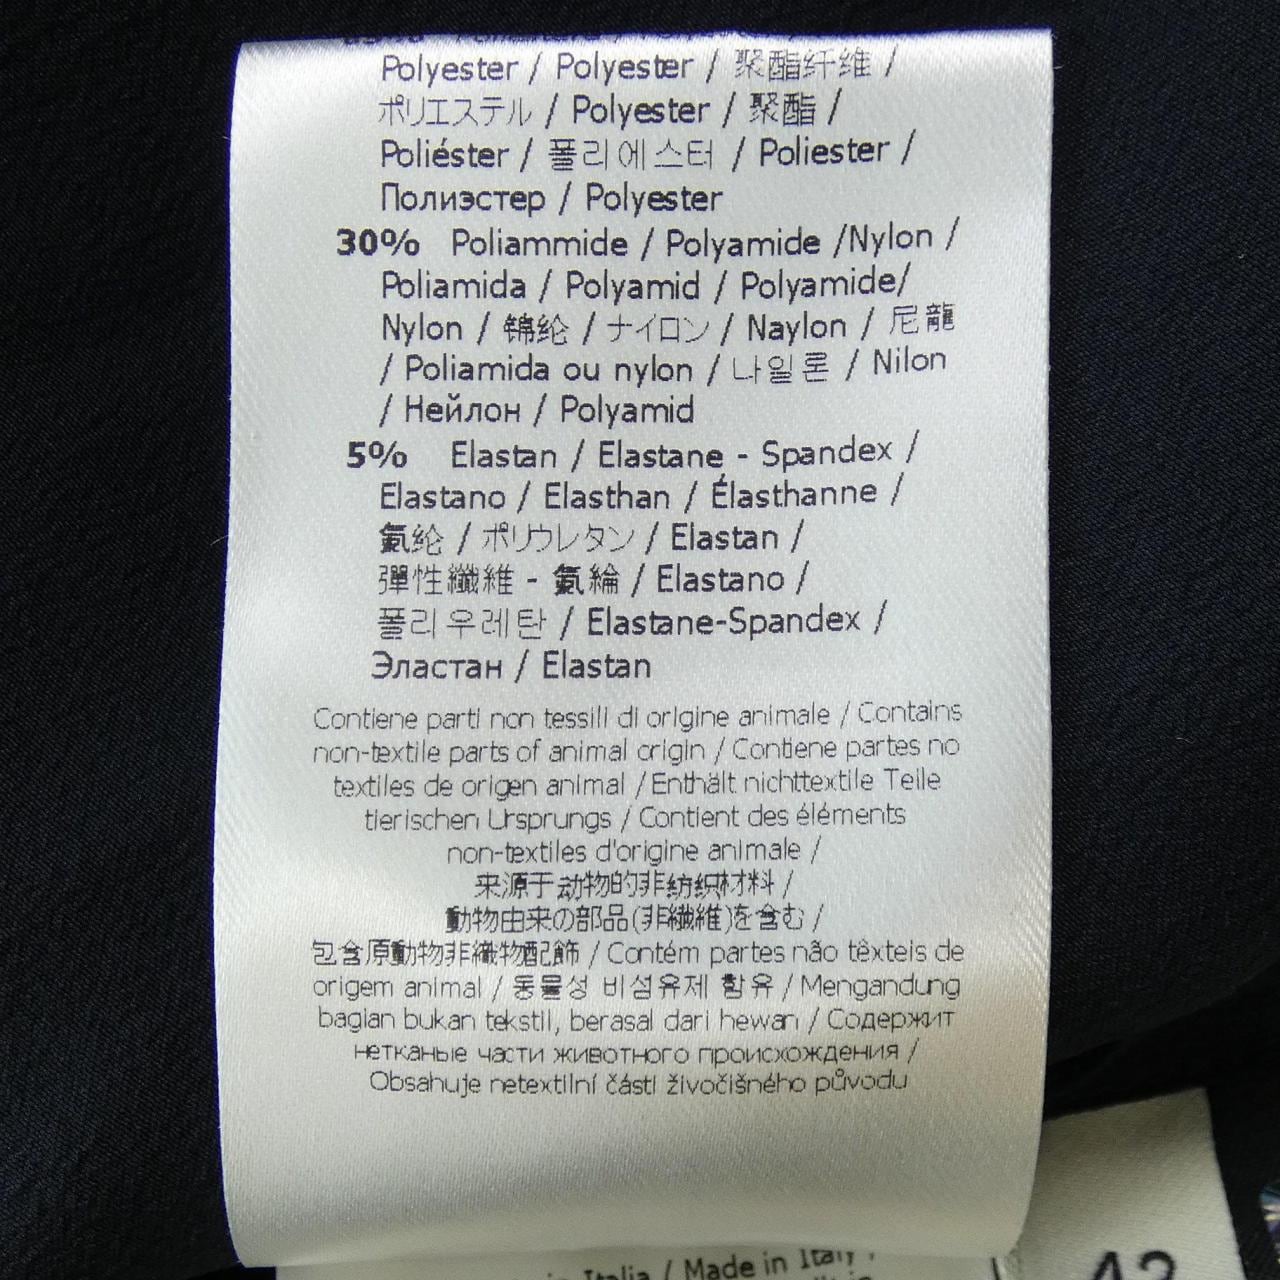 Polyester / Polyester / 聚酯纤维 /
ポリエステル / Polyester / 聚酯 /
Poliéster / 폴리에스터 / Poliester /
Полиэстер / Polyester
30% Poliammide / Polyamide /Nylon /
Poliamida / Polyamid / Polyamide/
Nylon / 锦纶 / ナイロン / Naylon / 尼龍
/ Poliamida ou nylon / 나일론 / Nilon
/ Нейлон / Polyamid
5% Elastan / Elastane - Spandex /
Elastano / Elasthan / Élasthanne /
氨纶 / ポリウレタン / Elastan /
彈性纖維 - 氨綸 / Elastano /
폴리우레탄 / Elastane-Spandex /
Эластан / Elastan
Contiene parti non tessili di origine animale / Contains
non-textile parts of animal origin / Contiene partes no
textiles de origen animal / Enthält nichttextile Teile
tierischen Ursprungs / Contient des éléments
non-textiles d'origine animale /
来源于动物的非纺织材料 /
動物由来の部品(非繊維)を含む /
包含原動物非織物配飾 / Contém partes não têxteis de
origem animal / 동물성 비섬유제 함유 / Mengandung
bagian bukan tekstil, berasal dari hewan / Содержит
нетканые части животного происхождения /
Obsahuje netextilní části živočišného původu
Italia / Made in Italy /
42